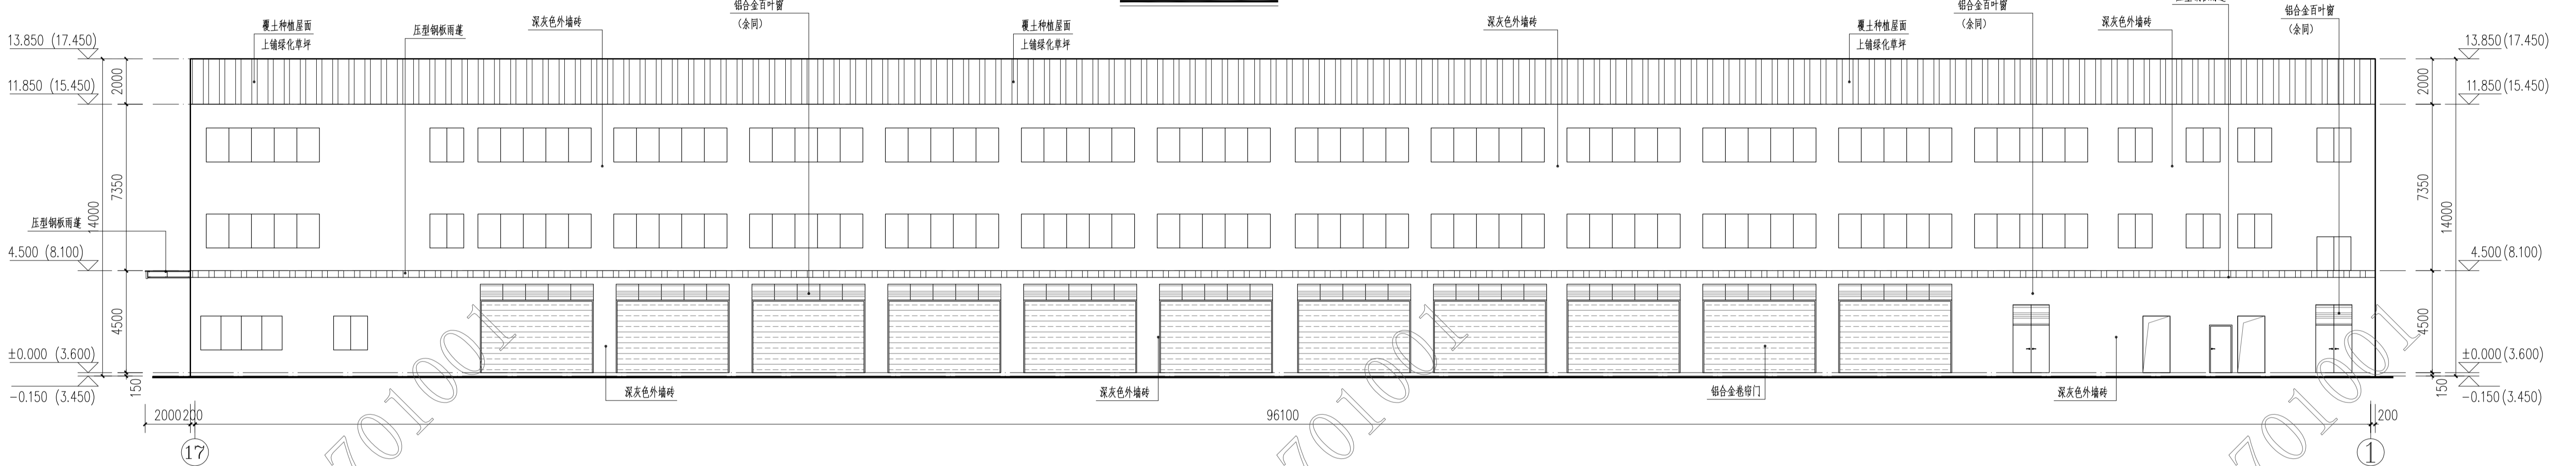 铝合金百叶窗
(余同)
覆土种植屋面
上铺绿化草坪
压型钢板雨蓬
深灰色外墙砖
覆土种植屋面
上铺绿化草坪
深灰色外墙砖
覆土种植屋面
上铺绿化草坪
铝合金百叶窗
(余同)
深灰色外墙砖
铝合金百叶窗
(余同)
13.850 (17.450)
11.850 (15.450)
2000
7350
14000
压型钢板雨蓬
4.500 (8.100)
4500
±0.000 (3.600)
-0.150 (3.450)
150
13.850 (17.450)
11.850 (15.450)
2000
7350
14000
4.500 (8.100)
4500
±0.000 (3.600)
-0.150 (3.450)
150
深灰色外墙砖
深灰色外墙砖
铝合金卷帘门
深灰色外墙砖
2000
200
96100
200
17
1
701001
701001
701001